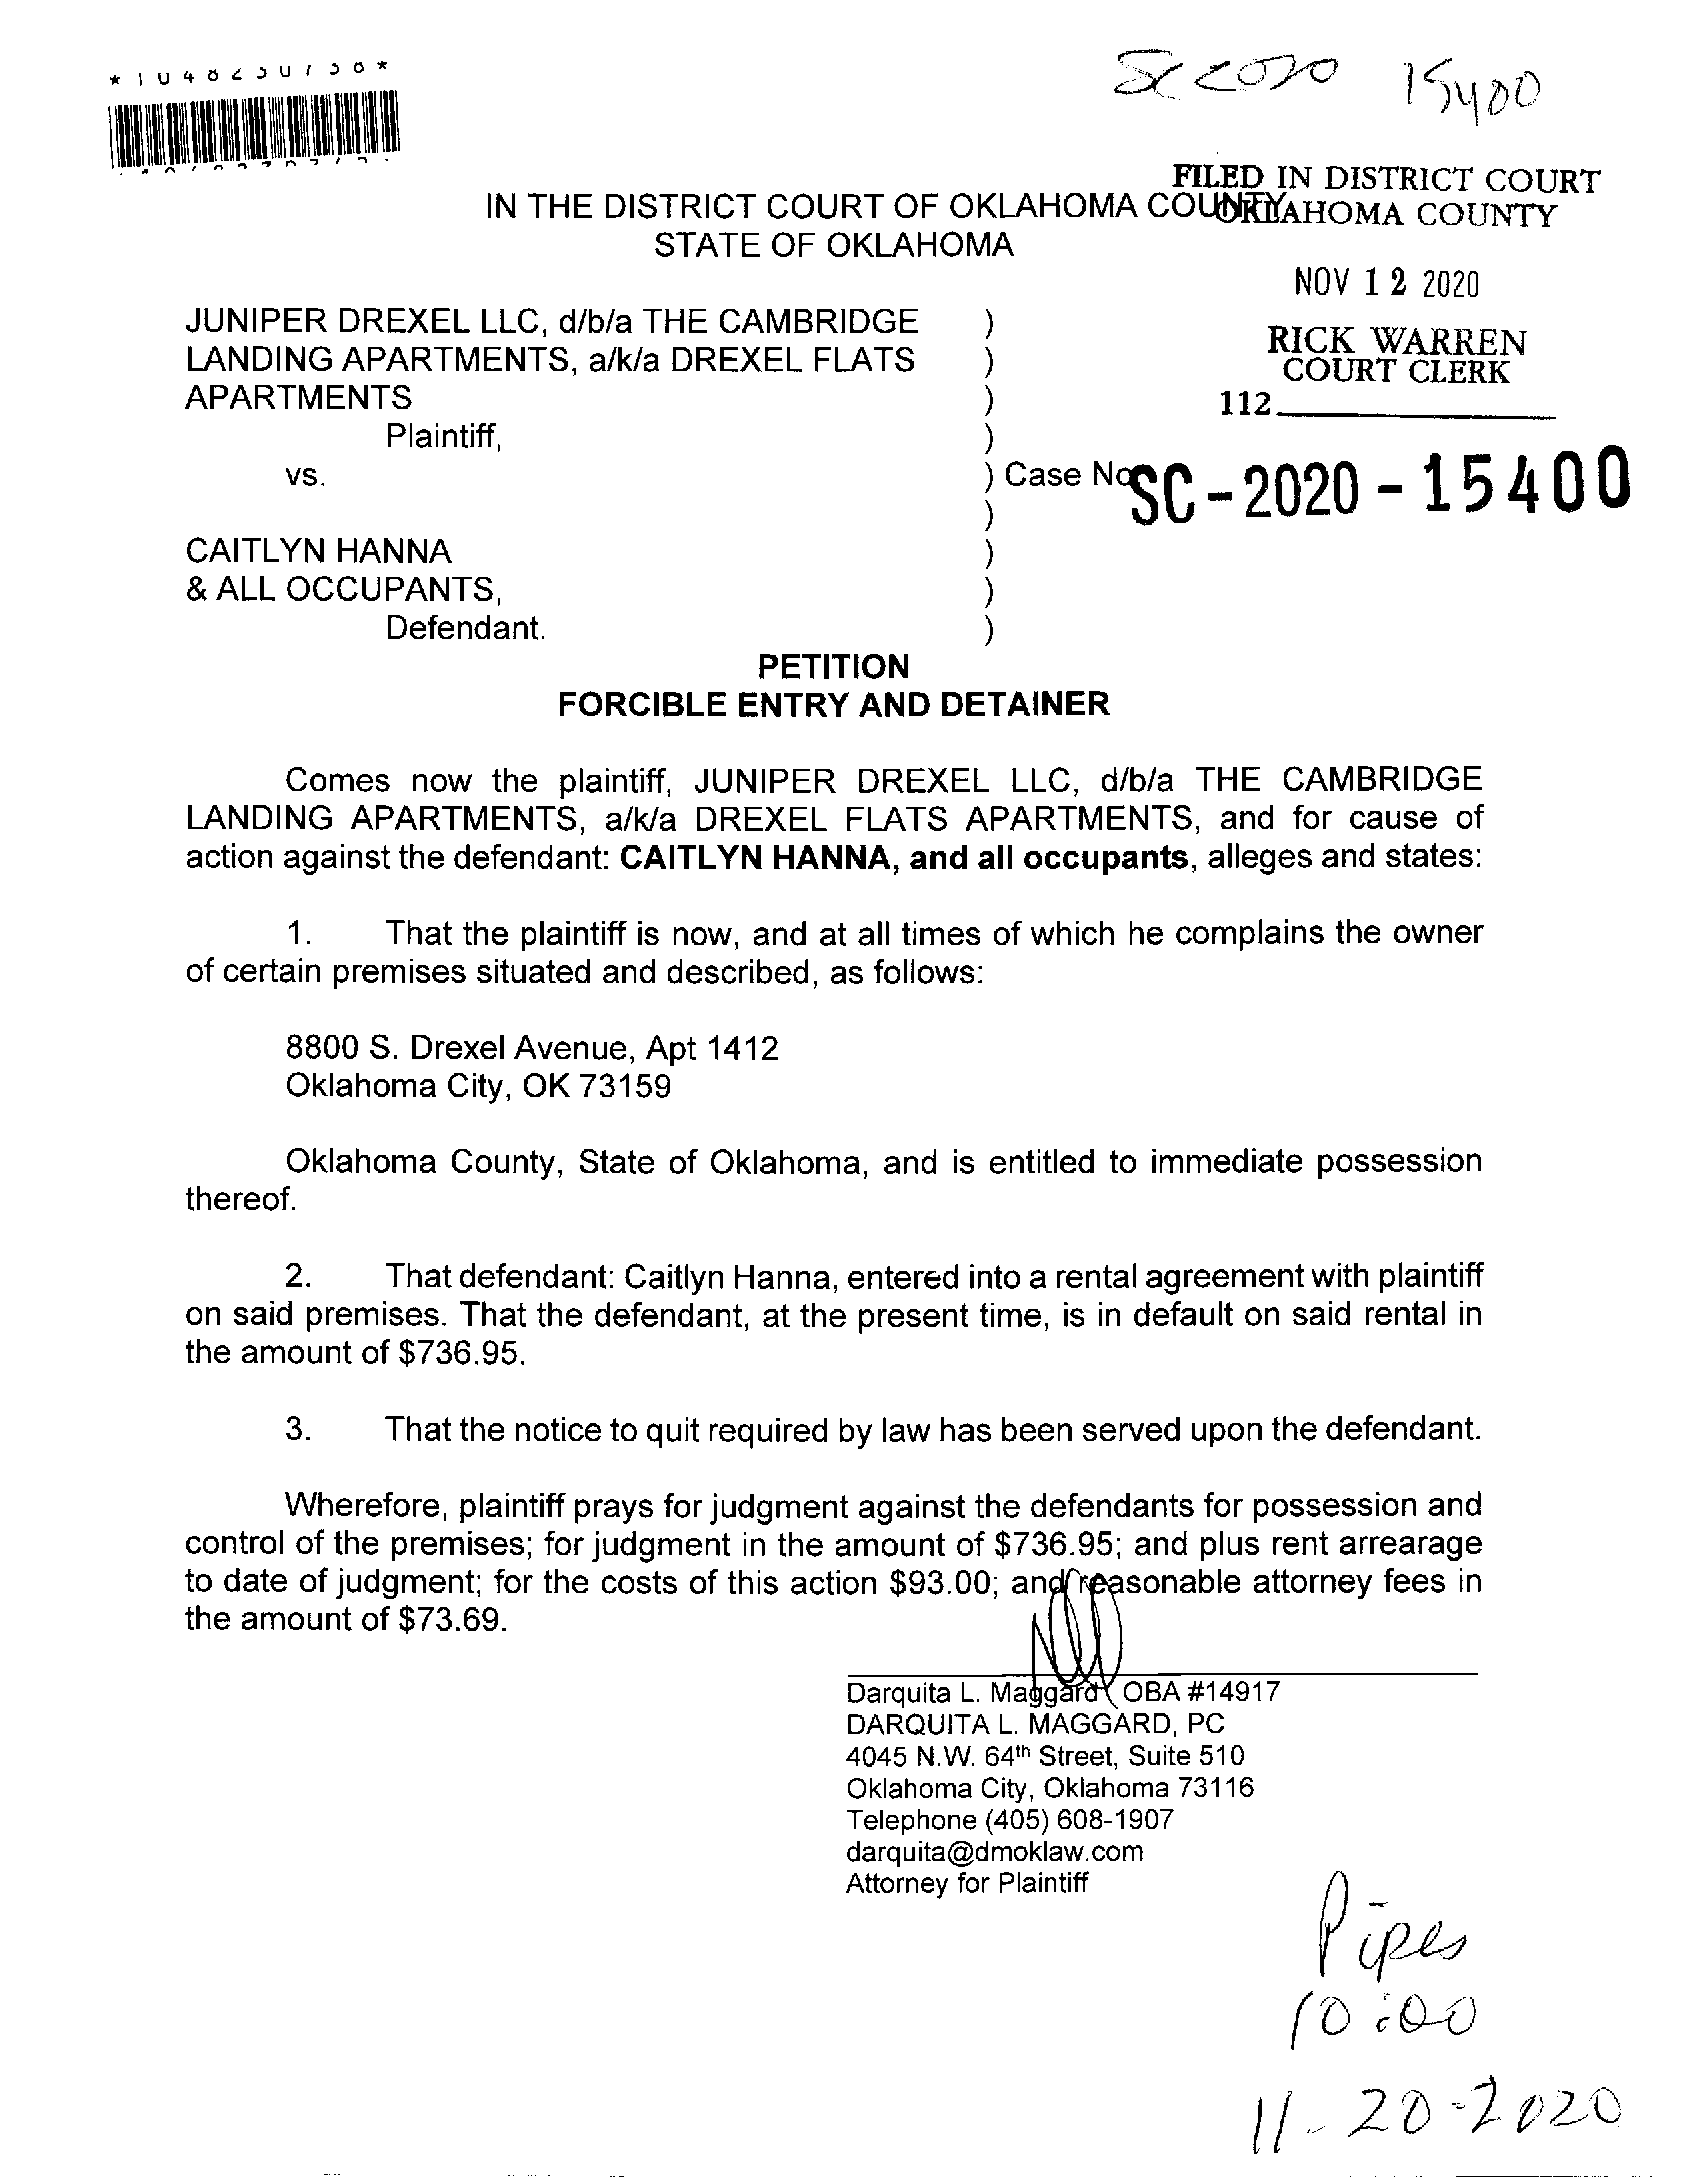 SC 2020 15400
FILED IN DISTRICT COURT
OKLAHOMA COUNTY
IN THE DISTRICT COURT OF OKLAHOMA COUNTY
STATE OF OKLAHOMA
NOV 12 2020
RICK WARREN
COURT CLERK
112
JUNIPER DREXEL LLC, d/b/a THE CAMBRIDGE )
LANDING APARTMENTS, a/k/a DREXEL FLATS )
APARTMENTS )
Plaintiff, )
vs. ) Case No. SC-2020-15400
)
CAITLYN HANNA )
& ALL OCCUPANTS, )
Defendant. )
PETITION
FORCIBLE ENTRY AND DETAINER
Comes now the plaintiff, JUNIPER DREXEL LLC, d/b/a THE CAMBRIDGE
LANDING APARTMENTS, a/k/a DREXEL FLATS APARTMENTS, and for cause of
action against the defendant: CAITLYN HANNA, and all occupants, alleges and states:
1. That the plaintiff is now, and at all times of which he complains the owner
of certain premises situated and described, as follows:
8800 S. Drexel Avenue, Apt 1412
Oklahoma City, OK 73159
Oklahoma County, State of Oklahoma, and is entitled to immediate possession
thereof.
2. That defendant: Caitlyn Hanna, entered into a rental agreement with plaintiff
on said premises. That the defendant, at the present time, is in default on said rental in
the amount of $736.95.
3. That the notice to quit required by law has been served upon the defendant.
Wherefore, plaintiff prays for judgment against the defendants for possession and
control of the premises; for judgment in the amount of $736.95; and plus rent arrearage
to date of judgment; for the costs of this action $93.00; and reasonable attorney fees in
the amount of $73.69.
Darquita L. Maggard OBA #14917
DARQUITA L. MAGGARD, PC
4045 N.W. 64th Street, Suite 510
Oklahoma City, Oklahoma 73116
Telephone (405) 608-1907
darquita@dmoklaw.com
Attorney for Plaintiff
Pipes
10:00
11-20-2020